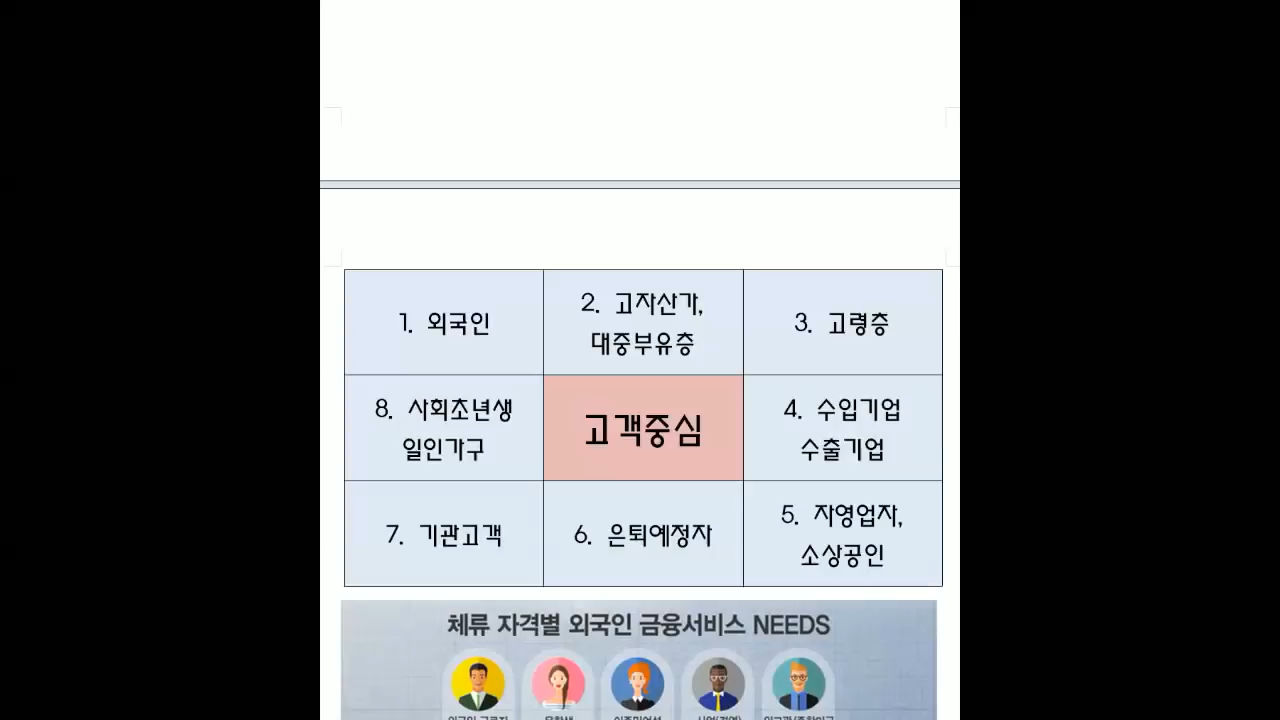 1. 외국인
2. 고자산가,
대중부유층
3. 고령층
8. 사회초년생
일인가구
고객중심
4. 수입기업
수출기업
7. 기관고객
6. 은퇴예정자
5. 자영업자,
소상공인
체류 자격별 외국인 금융서비스 NEEDS